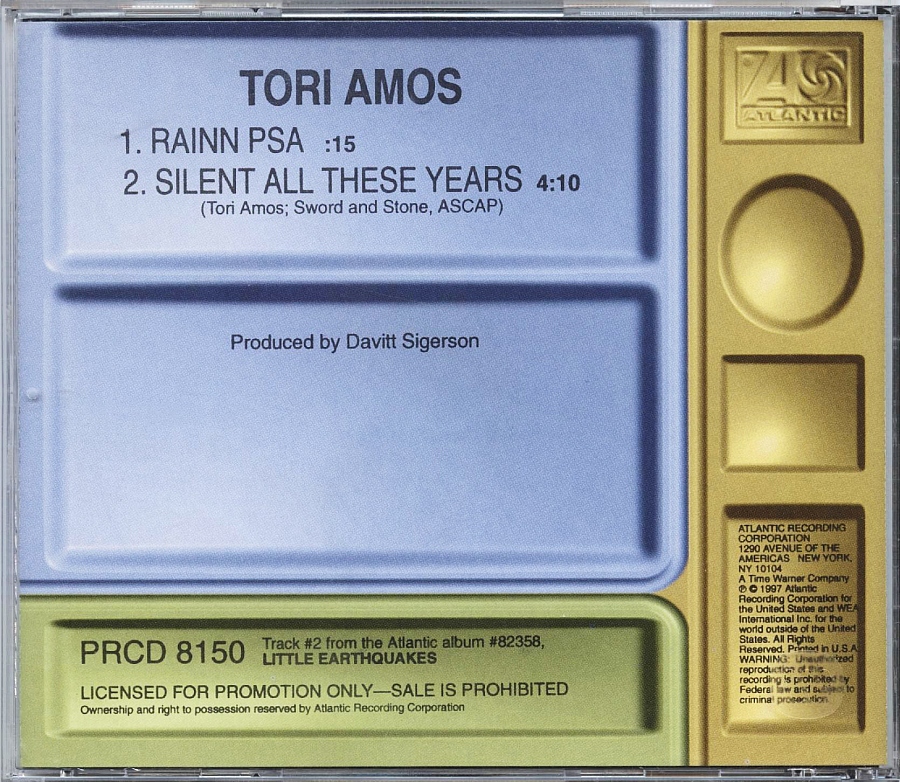 TORI AMOS
1. RAINN PSA :15
2. SILENT ALL THESE YEARS 4:10
(Tori Amos; Sword and Stone, ASCAP)
Produced by Davitt Sigerson
PRCD 8150
Track #2 from the Atlantic album #82358,
LITTLE EARTHQUAKES
LICENSED FOR PROMOTION ONLY—SALE IS PROHIBITED
Ownership and right to possession reserved by Atlantic Recording Corporation
ATLANTIC
ATLANTIC RECORDING
CORPORATION
1290 AVENUE OF THE
AMERICAS NEW YORK,
NY 10104
A Time Warner Company
℗ © 1997 Atlantic
Recording Corporation for
the United States and WEA
International Inc. for the
world outside of the United
States. All Rights
Reserved. Printed in U.S.A.
WARNING: Unauthorized
reproduction of this
recording is prohibited by
Federal law and subject to
criminal prosecution.